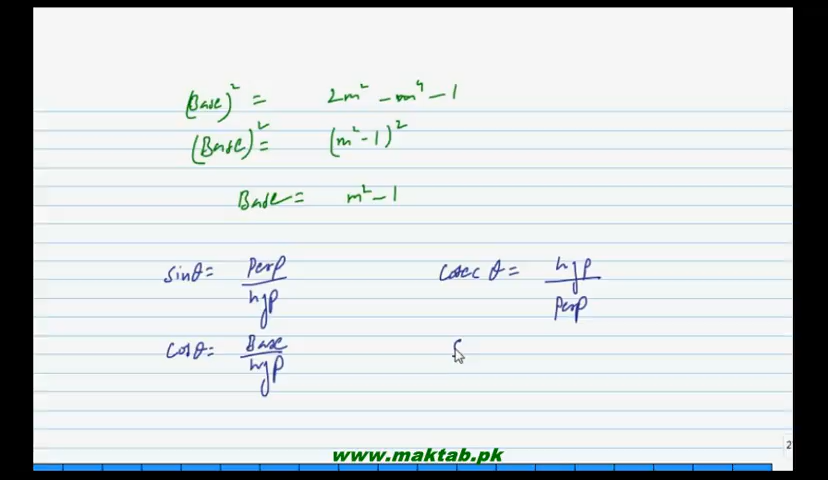 (Base)² = 2m² - m⁴ - 1
(Base)² = (m² - 1)²
Base = m² - 1
sinθ = Perp/hyp
cosec θ = hyp/Perp
cosθ = Base/hyp
S
www.maktab.pk
2